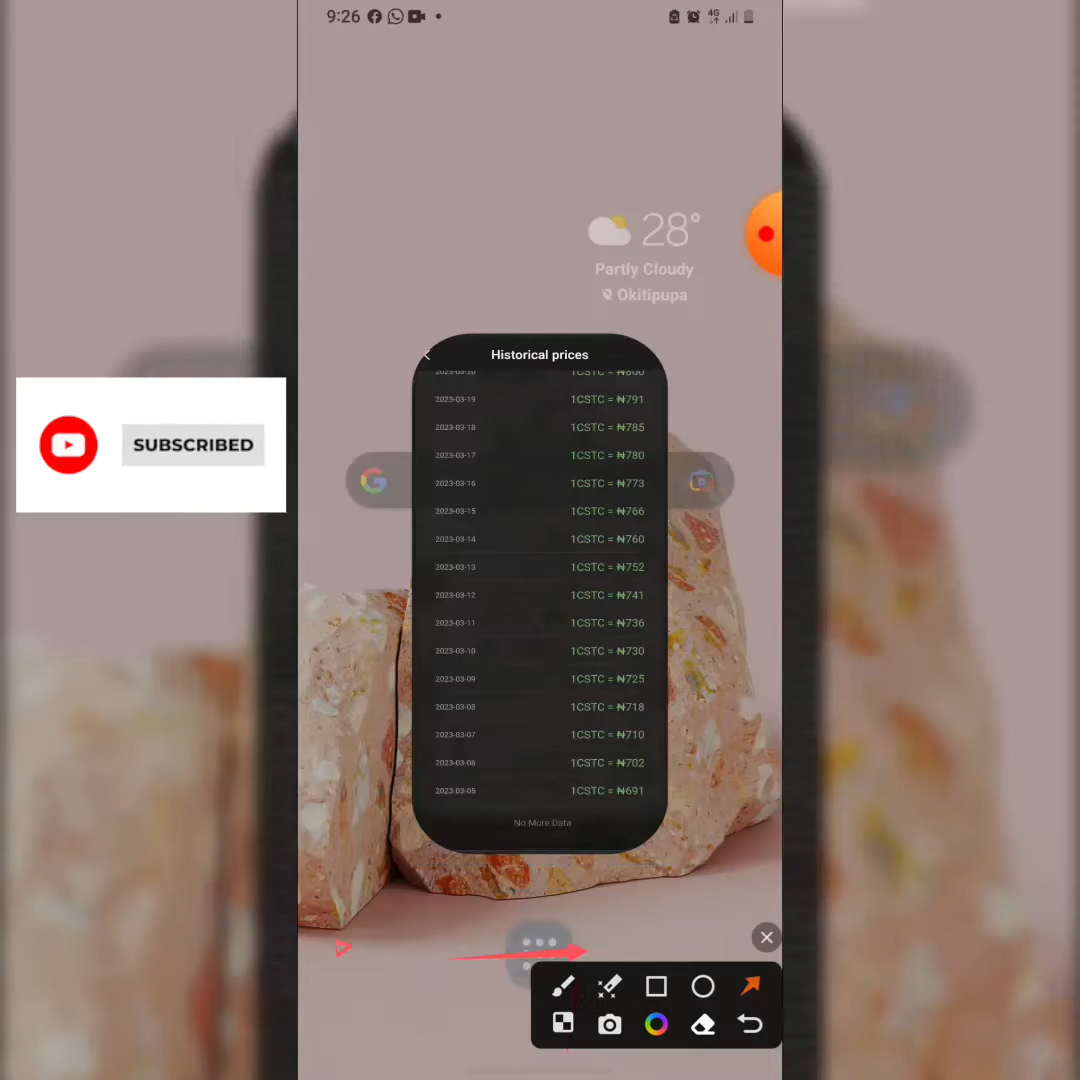 9:26
4G
28°
Partly Cloudy
Okitipupa
Historical prices
2023-03-20 1CSTC = ₦800
2023-03-19 1CSTC = ₦791
2023-03-18 1CSTC = ₦785
2023-03-17 1CSTC = ₦780
2023-03-16 1CSTC = ₦773
2023-03-15 1CSTC = ₦766
2023-03-14 1CSTC = ₦760
2023-03-13 1CSTC = ₦752
2023-03-12 1CSTC = ₦741
2023-03-11 1CSTC = ₦736
2023-03-10 1CSTC = ₦730
2023-03-09 1CSTC = ₦725
2023-03-08 1CSTC = ₦718
2023-03-07 1CSTC = ₦710
2023-03-06 1CSTC = ₦702
2023-03-05 1CSTC = ₦691
No More Data
SUBSCRIBED